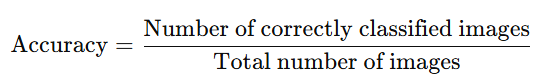 Accuracy = Number of correctly classified images / Total number of images